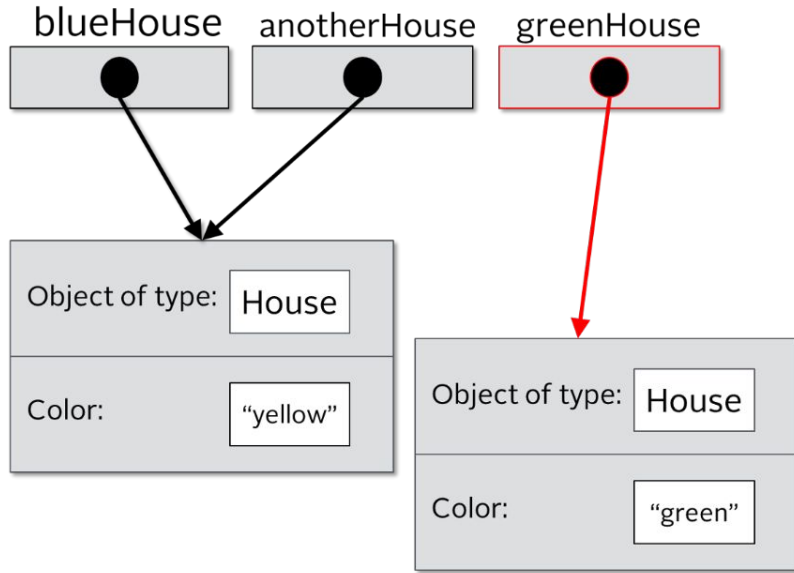 blueHouse
anotherHouse
greenHouse
Object of type:
House
Color:
“yellow”
Object of type:
House
Color:
“green”